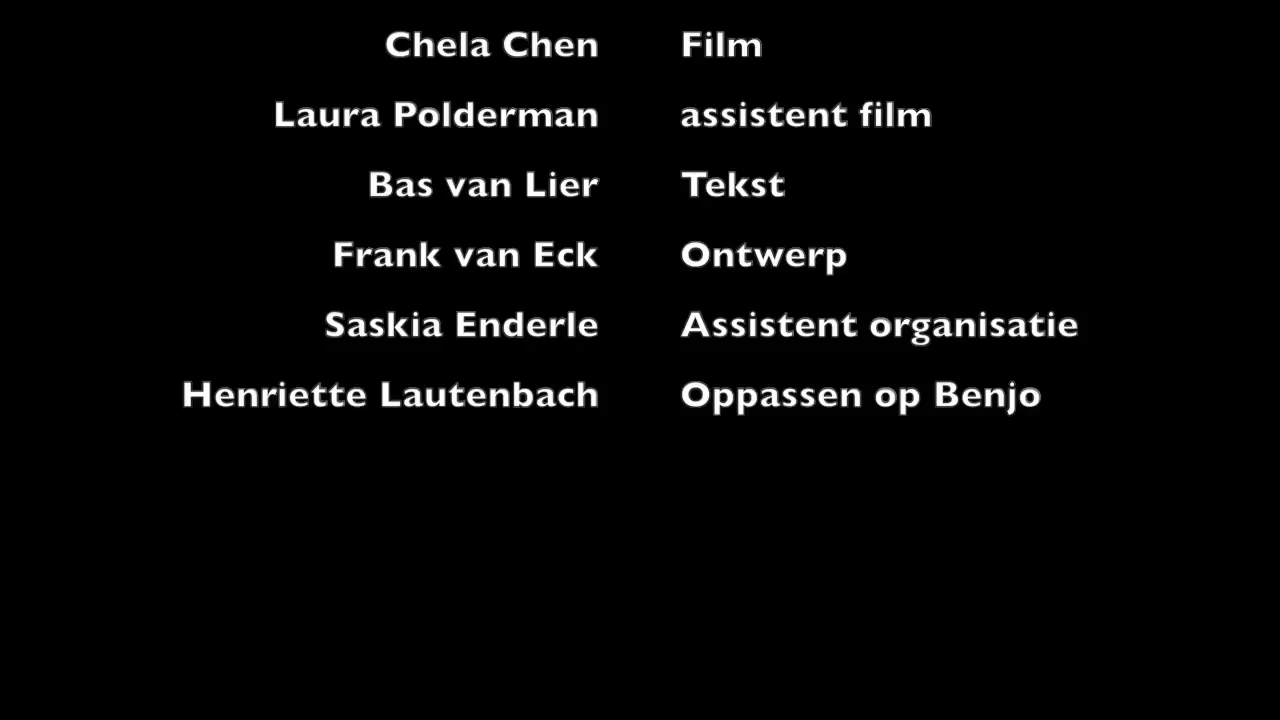 Chela Chen Film
Laura Polderman assistent film
Bas van Lier Tekst
Frank van Eck Ontwerp
Saskia Enderle Assistent organisatie
Henriette Lautenbach Oppassen op Benjo